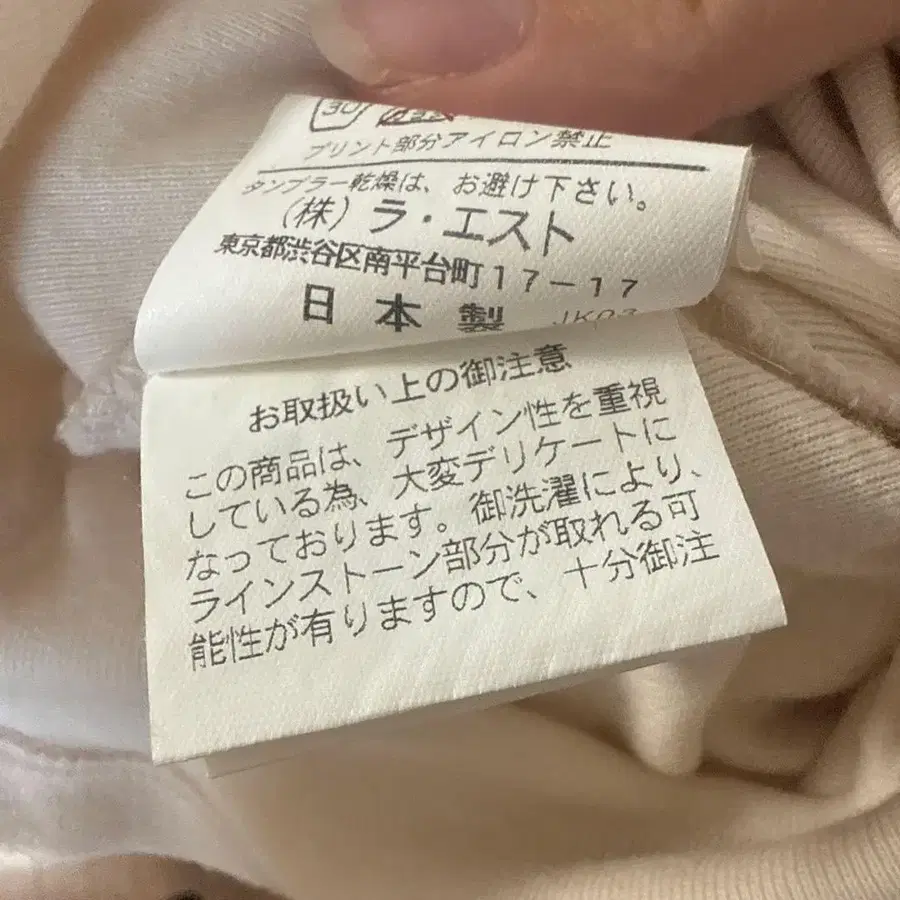 30
プリント部分アイロン禁止
タンブラー乾燥は、お避け下さい。
(株)ラ・エスト
東京都渋谷区南平台町17-17
日本製 JK03
お取扱い上の御注意
この商品は、デザイン性を重視
している為、大変デリケートに
なっております。御洗濯により、
ラインストーン部分が取れる可
能性が有りますので、十分御注